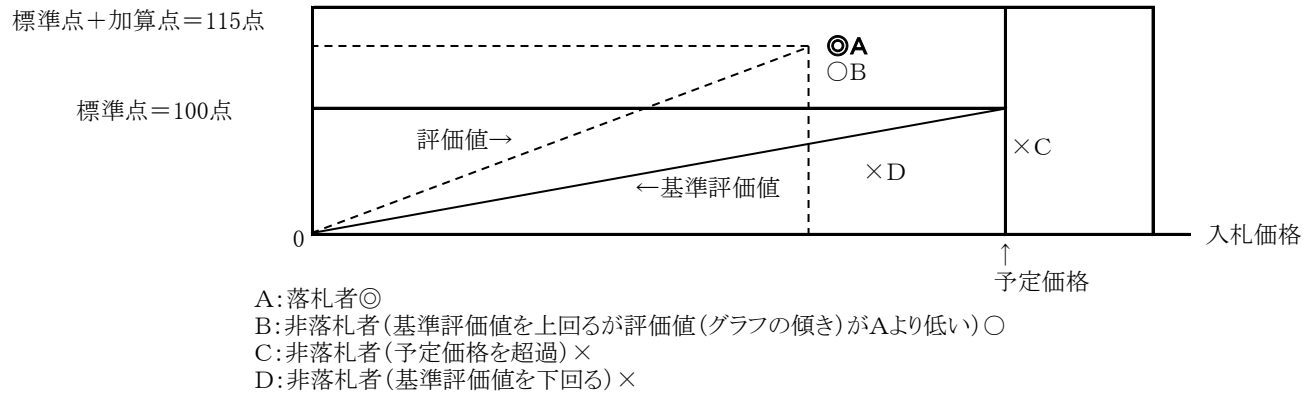 標準点＋加算点＝115点
◎A
○B
標準点＝100点
評価値→
×C
×D
←基準評価値
0
入札価格
↑
予定価格
A：落札者◎
B：非落札者（基準評価値を上回るが評価値（グラフの傾き）がAより低い）○
C：非落札者（予定価格を超過）×
D：非落札者（基準評価値を下回る）×